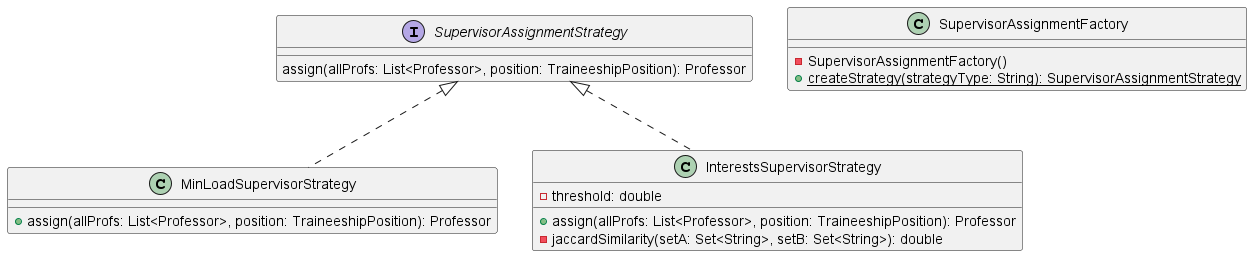 I SupervisorAssignmentStrategy
assign(allProfs: List<Professor>, position: TraineeshipPosition): Professor
C SupervisorAssignmentFactory
SupervisorAssignmentFactory()
createStrategy(strategyType: String): SupervisorAssignmentStrategy
C MinLoadSupervisorStrategy
assign(allProfs: List<Professor>, position: TraineeshipPosition): Professor
C InterestsSupervisorStrategy
threshold: double
assign(allProfs: List<Professor>, position: TraineeshipPosition): Professor
jaccardSimilarity(setA: Set<String>, setB: Set<String>): double